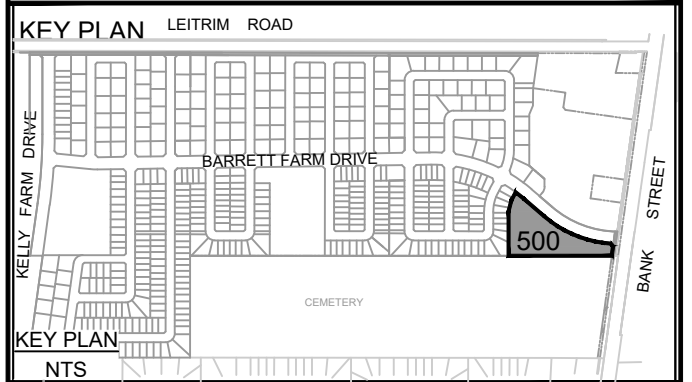 KEY PLAN
LEITRIM ROAD
KELLY FARM DRIVE
BARRETT FARM DRIVE
BANK STREET
500
CEMETERY
KEY PLAN
NTS